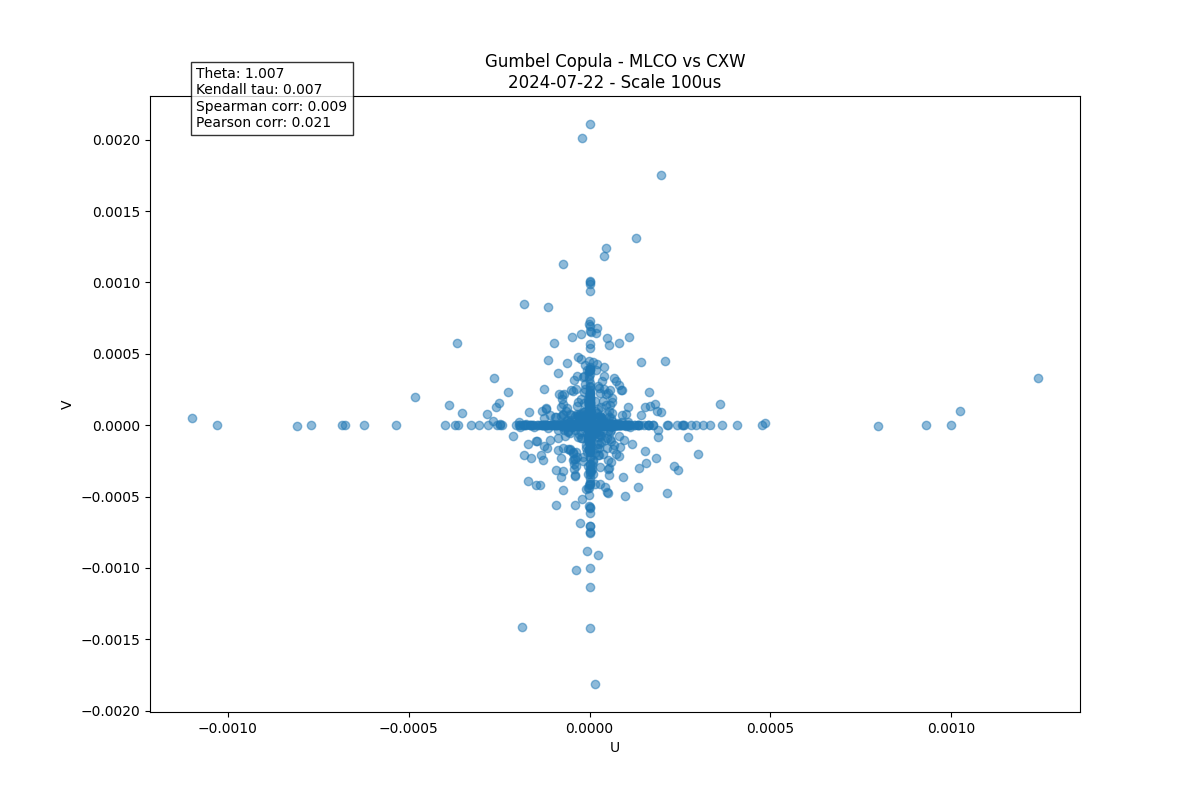 Gumbel Copula - MLCO vs CXW
2024-07-22 - Scale 100us
Theta: 1.007
Kendall tau: 0.007
Spearman corr: 0.009
Pearson corr: 0.021
V
0.0020
0.0015
0.0010
0.0005
0.0000
−0.0005
−0.0010
−0.0015
−0.0020
−0.0010
−0.0005
0.0000
0.0005
0.0010
U